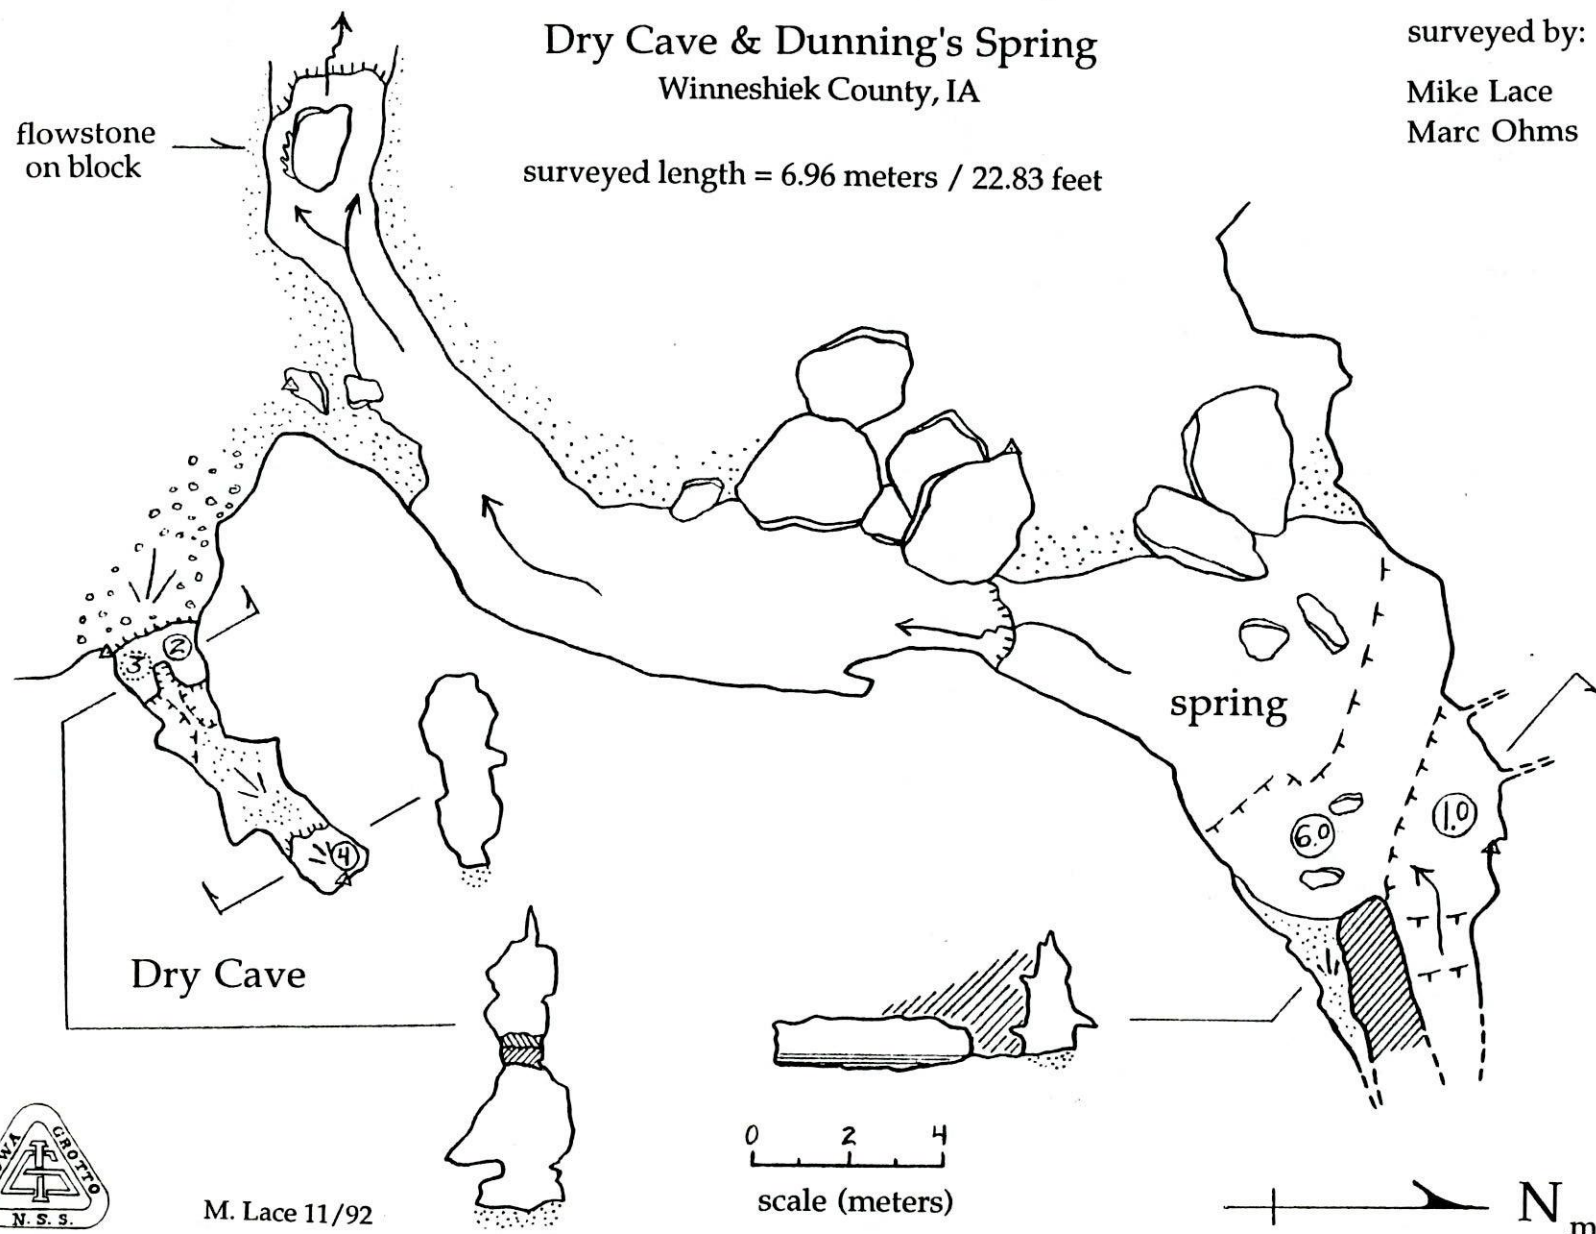 Dry Cave & Dunning's Spring
Winneshiek County, IA
surveyed length = 6.96 meters / 22.83 feet
surveyed by:
Mike Lace
Marc Ohms
flowstone
on block
2
3
4
spring
6.0
1.0
Dry Cave
0 2 4
scale (meters)
GROTTO
N.S.S.
M. Lace 11/92
N
m